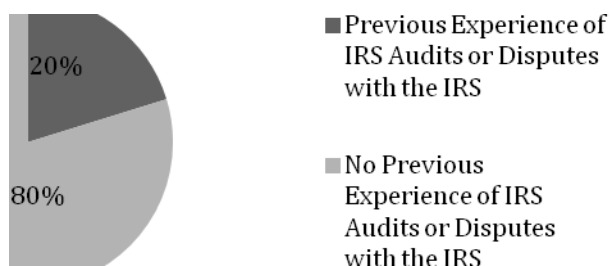 20%
80%
Previous Experience of
IRS Audits or Disputes
with the IRS
No Previous
Experience of IRS
Audits or Disputes
with the IRS